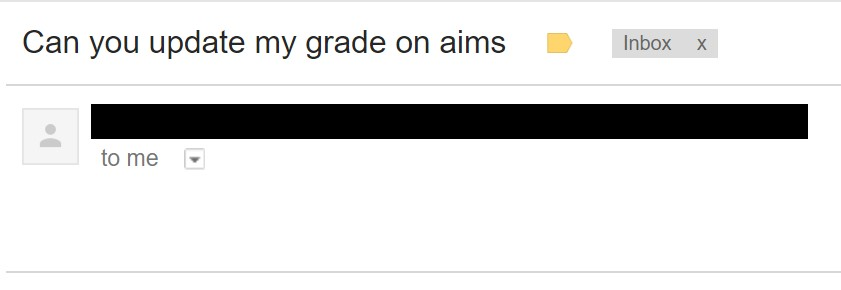 Can you update my grade on aims
Inbox x
to me